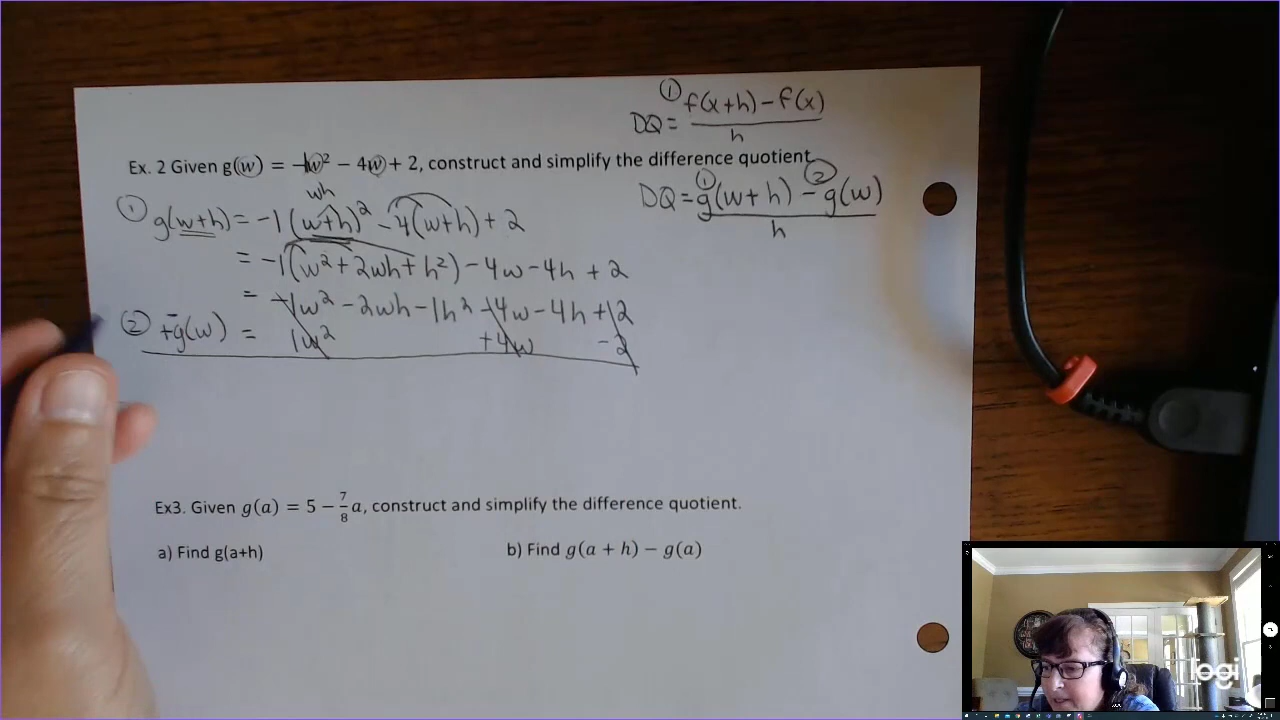 ① f(x+h) - f(x)
DQ = h
Ex. 2 Given g(w) = -1w² - 4w + 2, construct and simplify the difference quotient.
wh
① g(w+h) = -1(w+h)² - 4(w+h) + 2
DQ = ① g(w+h) ② - g(w)
h
= -1(w² + 2wh + h²) - 4w - 4h + 2
= -1w² - 2wh - 1h² - 4w - 4h + 2
② + -g(w) = 1w² + 4w - 2
Ex3. Given g(a) = 5 - 7/8 a, construct and simplify the difference quotient.
a) Find g(a+h)
b) Find g(a + h) - g(a)
logi